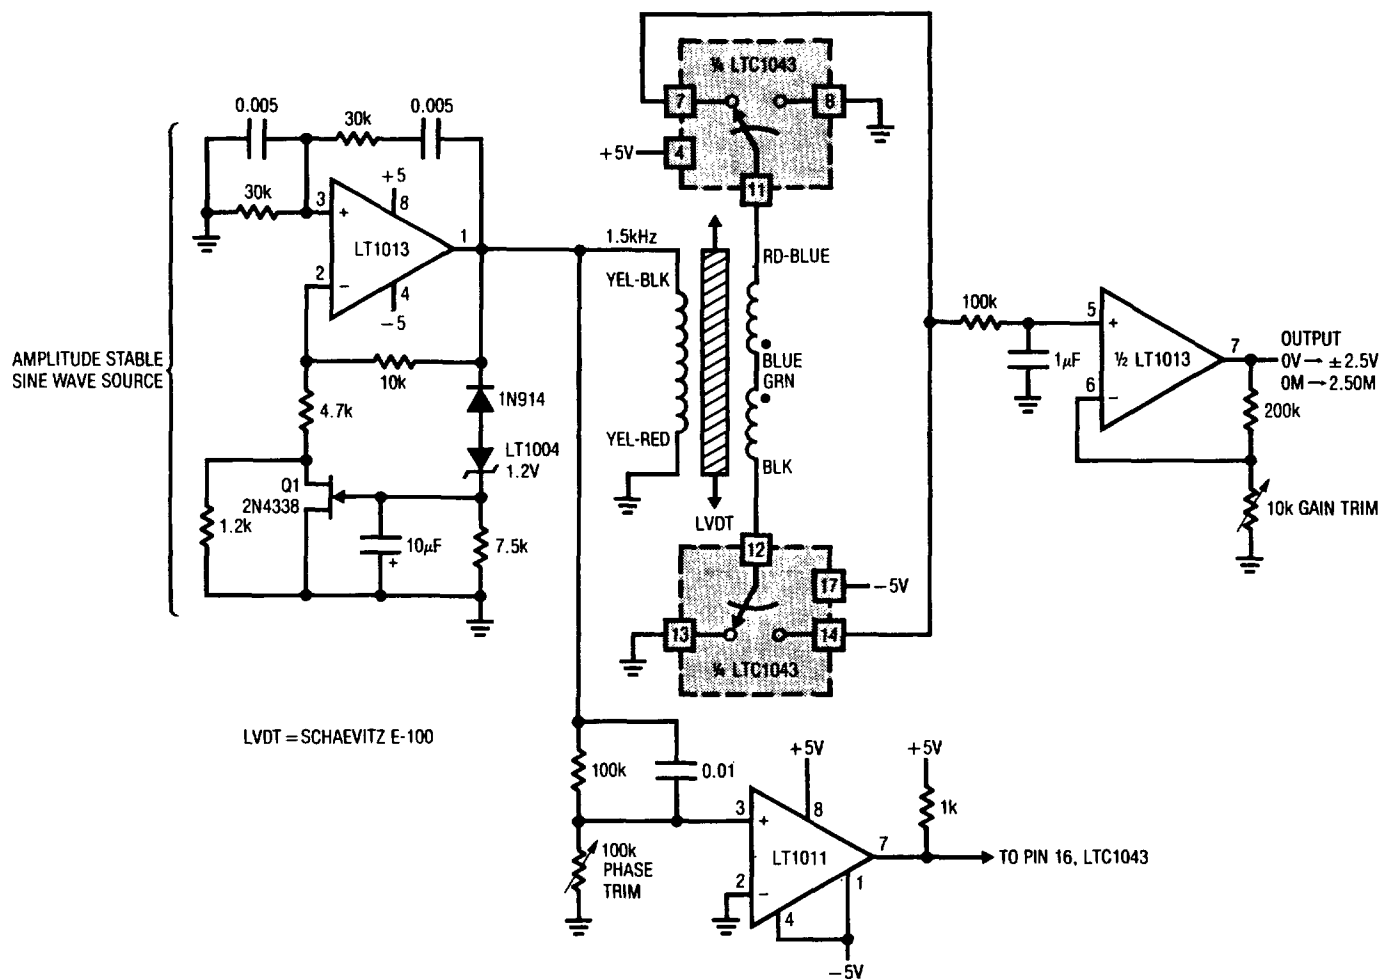 ¼ LTC1043
7
8
4
+5V
11
0.005
0.005
30k
30k
+5
3
+
8
LT1013
1
2
−
4
−5
1.5kHz
YEL-BLK
RD-BLUE
BLUE
GRN
YEL-RED
BLK
LVDT
AMPLITUDE STABLE
SINE WAVE SOURCE
10k
4.7k
1N914
LT1004
1.2V
Q1
2N4338
1.2k
10µF
+
7.5k
100k
1µF
5
+
½ LT1013
6
−
7
OUTPUT
0V → ±2.5V
0M → 2.50M
200k
10k GAIN TRIM
12
17
−5V
13
14
¼ LTC1043
LVDT = SCHAEVITZ E-100
100k
0.01
100k
PHASE
TRIM
+5V
8
3
+
LT1011
2
−
4
1
7
−5V
+5V
1k
TO PIN 16, LTC1043